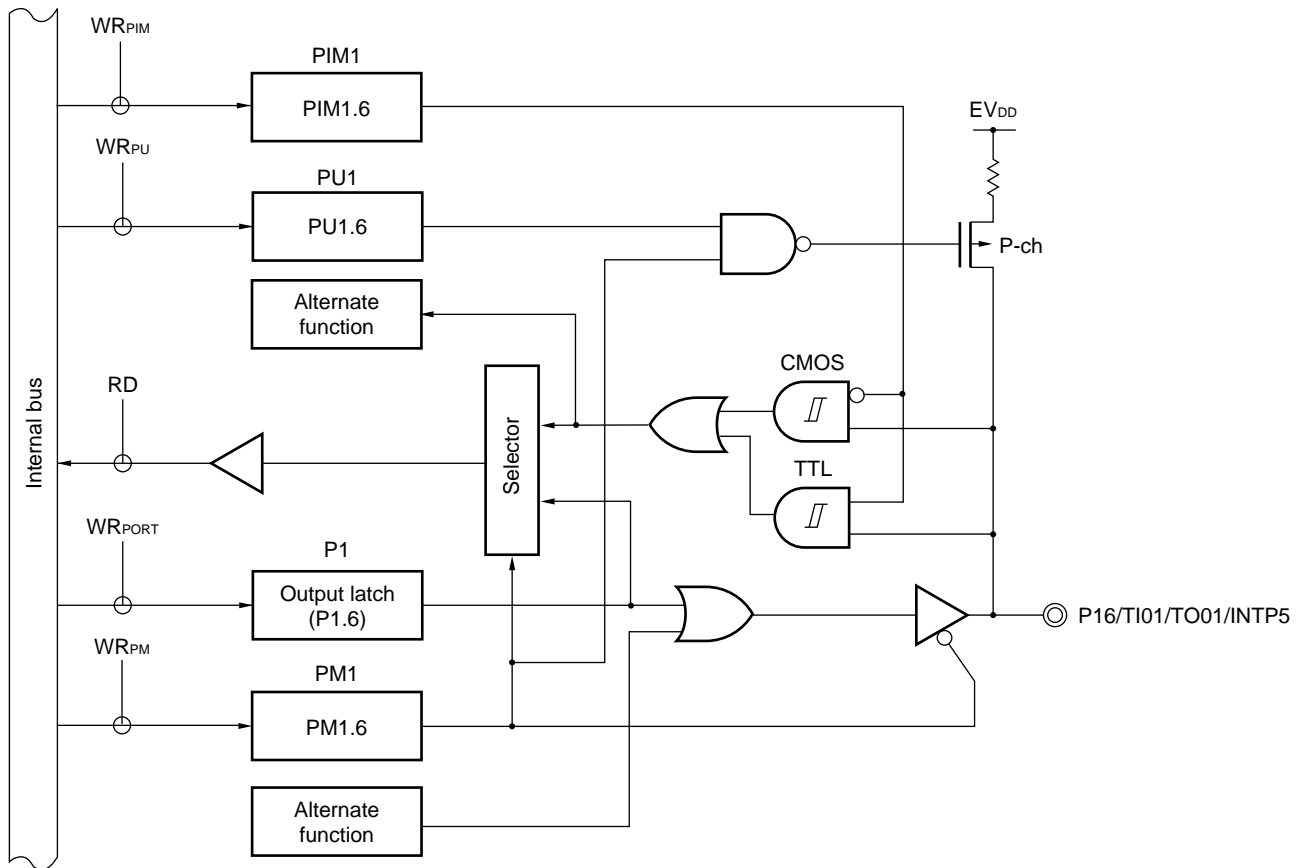 WRPIM
PIM1
PIM1.6
EVDD
WRPU
PU1
PU1.6
P-ch
Alternate
function
CMOS
RD
Internal bus
Selector
TTL
WRPORT
P1
Output latch
(P1.6)
P16/TI01/TO01/INTP5
WRPM
PM1
PM1.6
Alternate
function